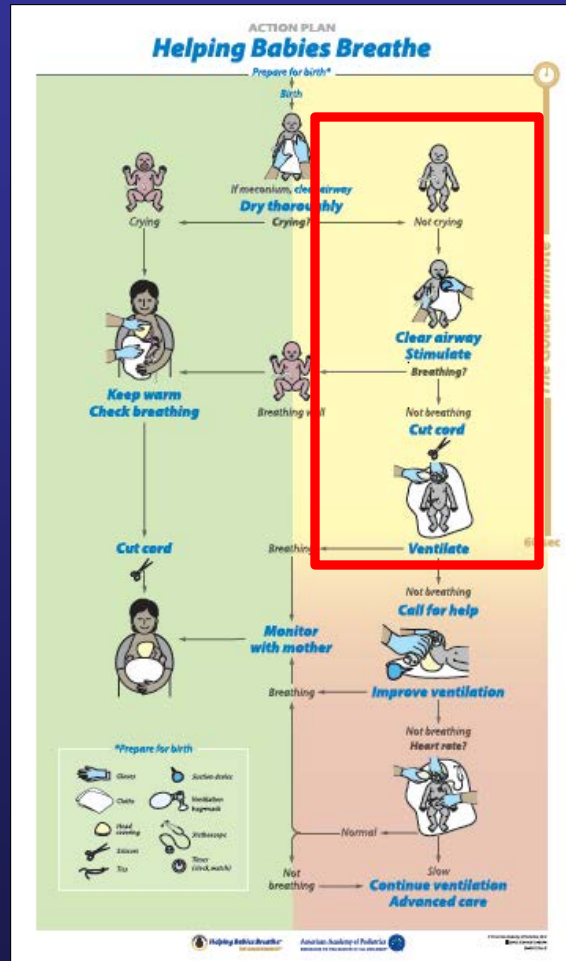 ACTION PLAN
Helping Babies Breathe
Prepare for birth*
Birth
If meconium, clear airway
Dry thoroughly
Crying
Crying?
Not crying
The Golden Minute
Clear airway
Stimulate
Breathing?
Keep warm
Check breathing
Breathing well
Not breathing
Cut cord
Cut cord
Breathing
Ventilate
60 sec
Not breathing
Call for help
Monitor
with mother
Breathing
Improve ventilation
Not breathing
Heart rate?
*Prepare for birth
Gloves
Suction device
Cloths
Ventilation
bag-mask
Head
covering
Stethoscope
Scissors
Timer
(clock, watch)
Ties
Normal
Not
breathing
Slow
Continue ventilation
Advanced care
Helping Babies Breathe
American Academy of Pediatrics